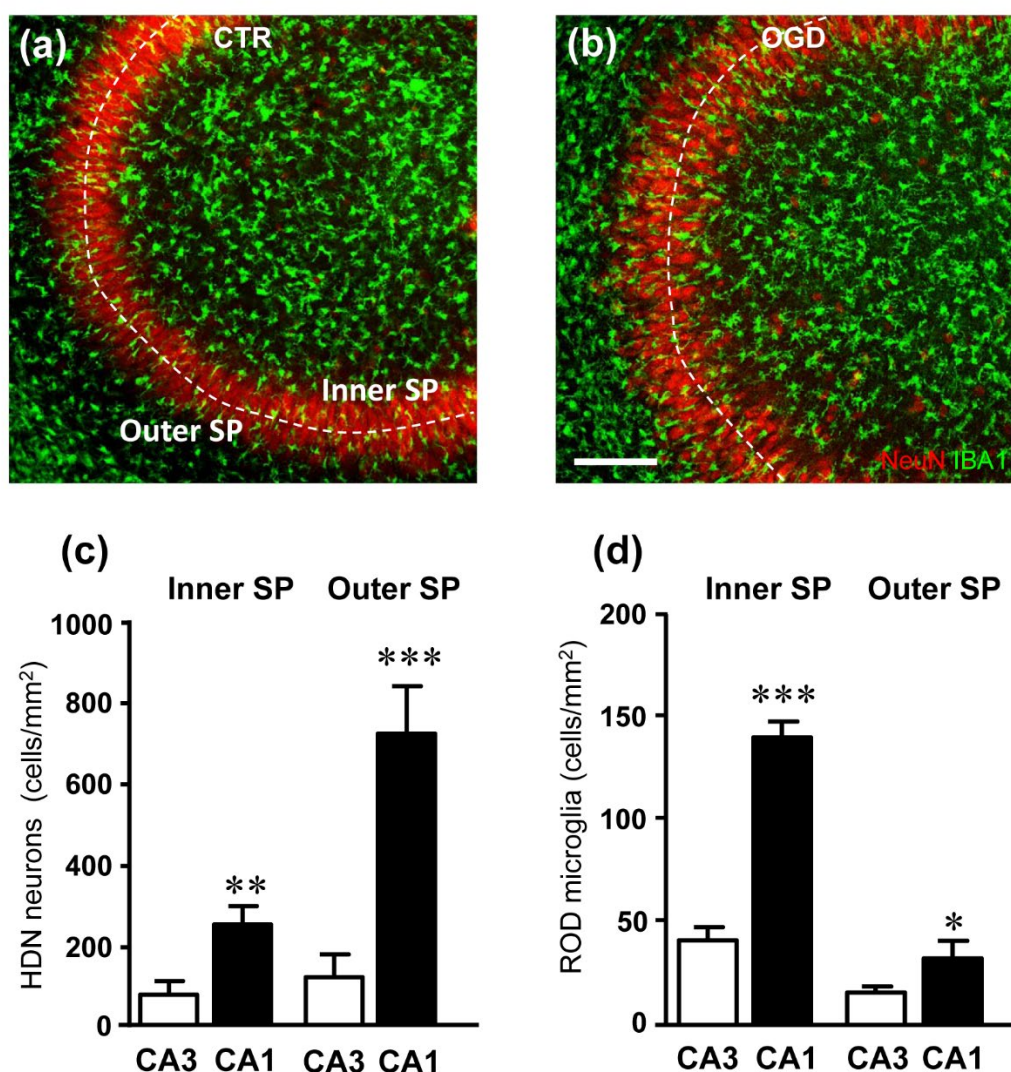 (a)
CTR
Inner SP
Outer SP
(b)
OGD
NeuN IBA1
(c)
Inner SP Outer SP
HDN neurons (cells/mm²)
1000
800
600
400
200
0
**
***
CA3 CA1 CA3 CA1
(d)
Inner SP Outer SP
ROD microglia (cells/mm²)
200
150
100
50
0
***
*
CA3 CA1 CA3 CA1